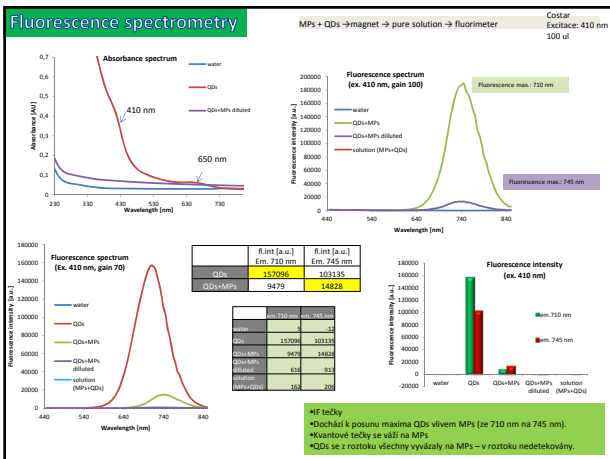 Fluorescence spectrometry
MPs + QDs →magnet → pure solution → fluorimeter
Costar
Excitace: 410 nm
100 ul
Absorbance spectrum
Absorbance [AU]
0,7
0,6
0,5
0,4
0,3
0,2
0,1
0
230 430 630 730
Wavelength [nm]
410 nm
650 nm
water
QDs
QDs+MPs diluted
Fluorescence spectrum
(ex. 410 nm, gain 100)
Fluorescence intensity [a.u.]
200000
180000
160000
140000
120000
100000
80000
60000
40000
20000
0
440 540 640 740 840
Wavelength [nm]
water
QDs+MPs
QDs+MPs diluted
solution (MPs+QDs)
Fluorescence max.: 710 nm
Fluorescence max.: 745 nm
Fluorescence spectrum
(Ex. 410 nm, gain 70)
Fluorescence intensity [a.u.]
180000
160000
140000
120000
100000
80000
60000
40000
20000
0
440 540 640 740 840
Wavelength [nm]
water
QDs
QDs+MPs
QDs+MPs
diluted
solution
(MPs+QDs)
fl.int [a.u.] fl.int [a.u.]
Em. 710 nm Em. 745 nm
QDs 157096 103135
QDs+MPs 9479 14828
em.710 nm em. 745 nm
water 5 -12
QDs 157096 103135
QDs+MPs 9479 14828
QDs+MPs
diluted 616 913
solution
(MPs+QDs) 162 206
Fluorescence intensity
(ex. 410 nm)
Fluorescence intensity [a.u.]
180000
160000
140000
120000
100000
80000
60000
40000
20000
0
-20000
water QDs QDs+MPs QDs+MPs diluted solution (MPs+QDs)
em.710 nm
em. 745 nm
•IF tečky
•Dochází k posunu maxima QDs vlivem MPs (ze 710 nm na 745 nm).
•Kvantové tečky se váží na MPs
•QDs se z roztoku všechny vyvázaly na MPs – v roztoku nedetekovány.